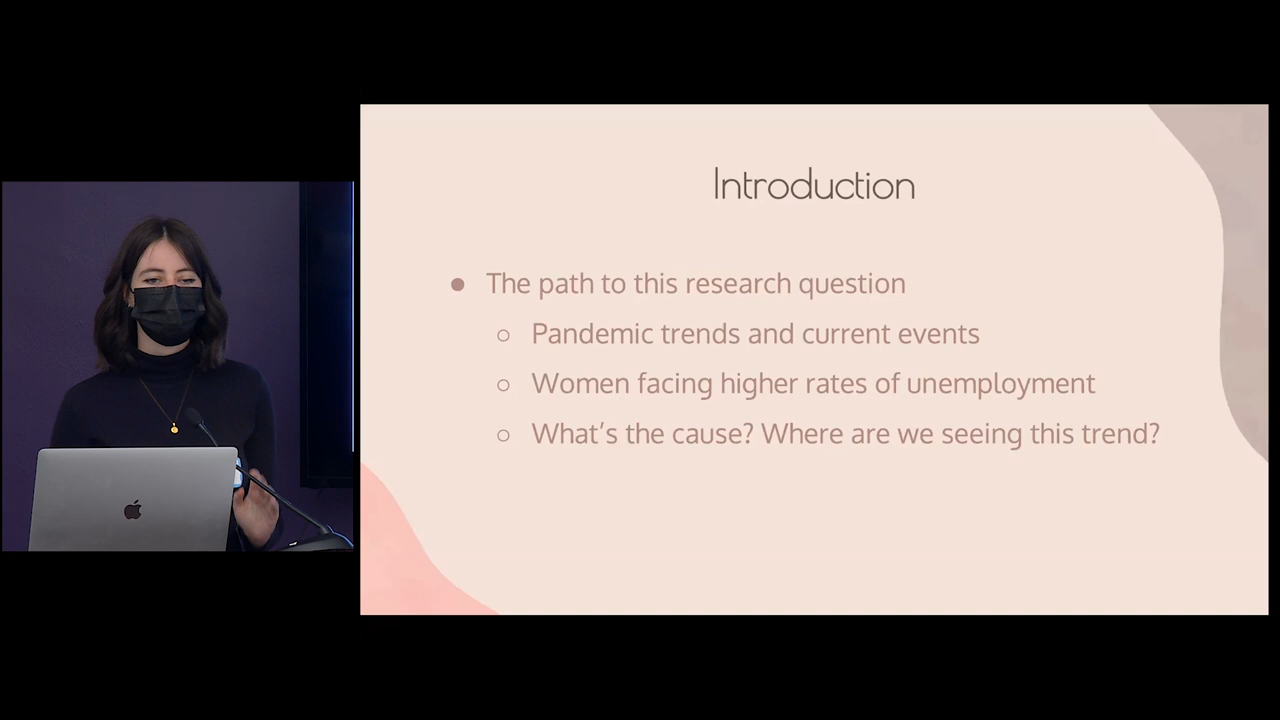 Introduction
● The path to this research question
○ Pandemic trends and current events
○ Women facing higher rates of unemployment
○ What's the cause? Where are we seeing this trend?